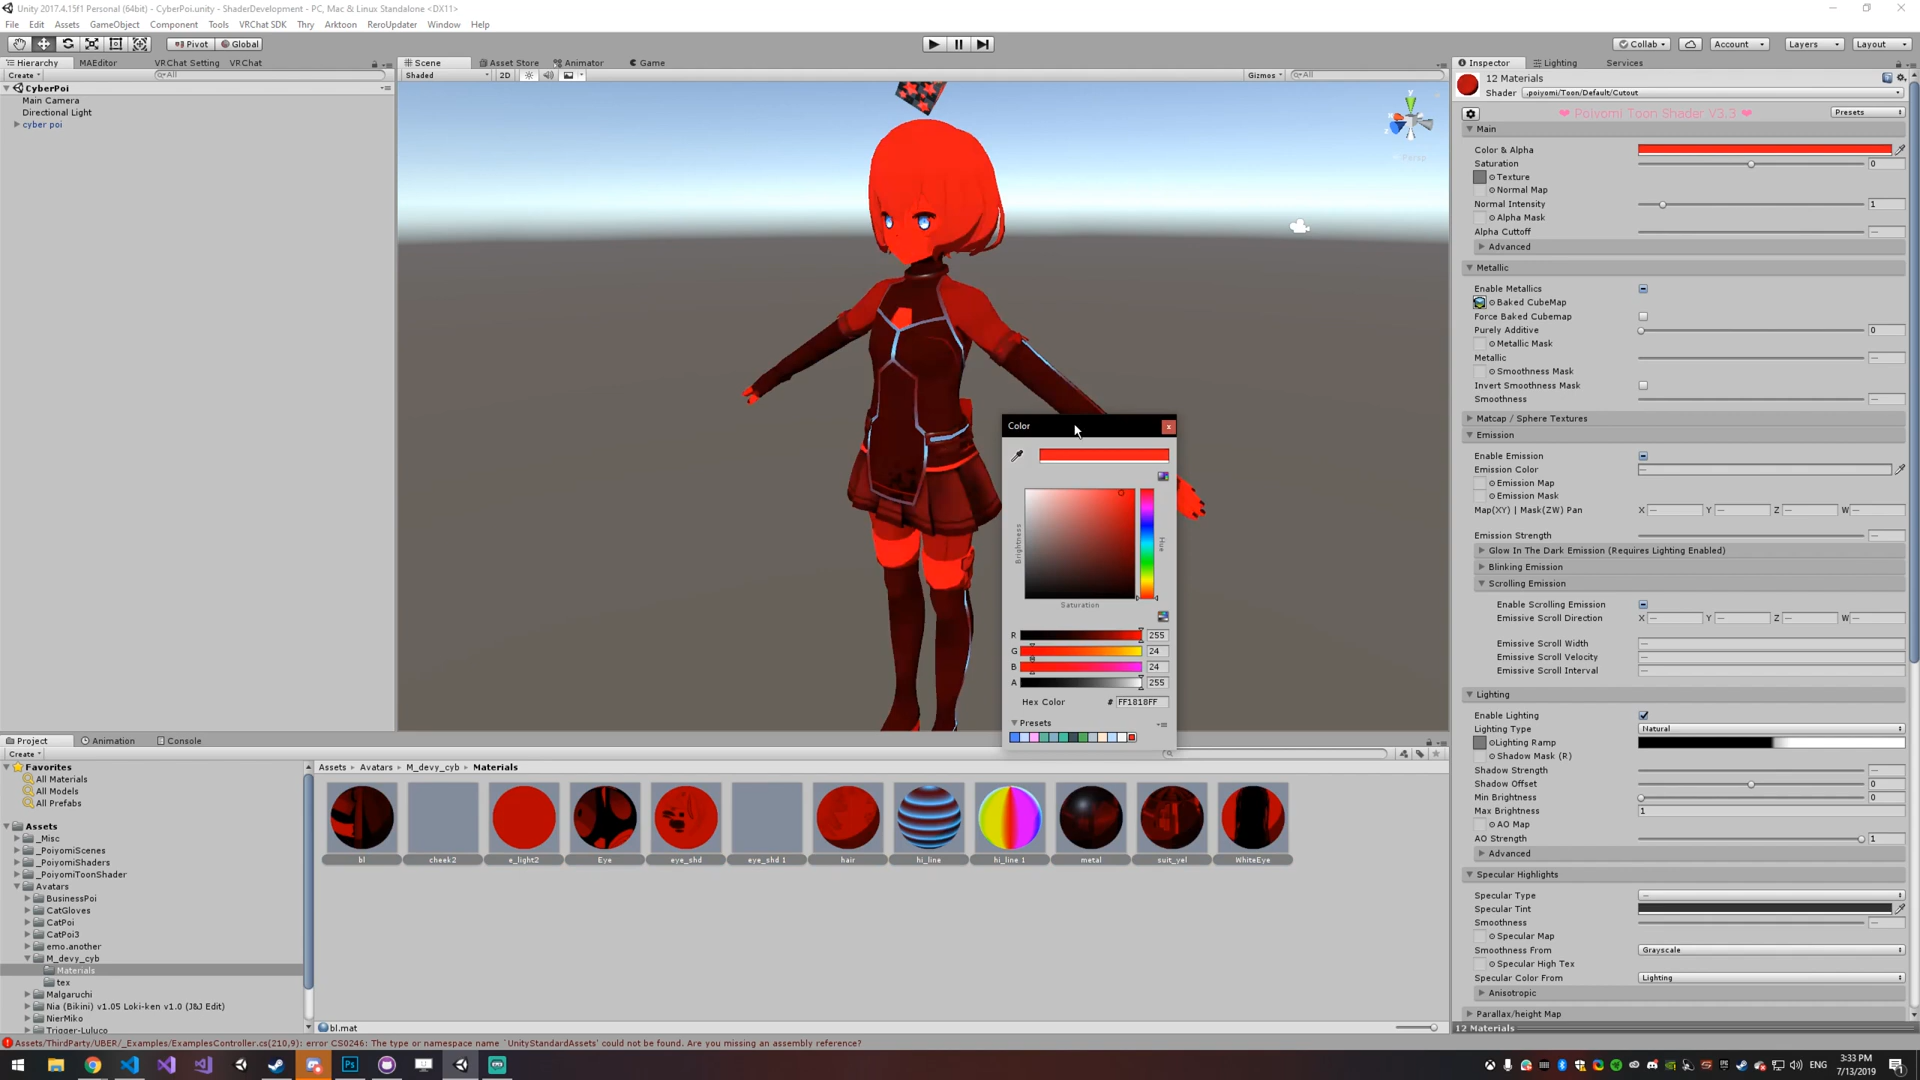 Unity 2017.4.15f1 Personal (64bit) - CyberPoi.unity - ShaderDevelopment - PC, Mac & Linux Standalone <DX11>
File Edit Assets GameObject Component Tools VRChat SDK Thry Arktoon ReroUpdater Window Help
Pivot Global Collab Account Layers Layout
Hierarchy MAEditor VRChat Setting VRChat
Create All
CyberPoi
Main Camera
Directional Light
cyber poi
Scene Asset Store Animator Game
Shaded 2D Gizmos All
y
z
Persp
Color
Brightness
Hue
Saturation
R 255
G 24
B 24
A 255
Hex Color # FF1818FF
Presets
Inspector Lighting Services
12 Materials
Shader .poiyomi/Toon/Default/Cutout
❤ Poiyomi Toon Shader V3.3 ❤ Presets
Main
Color & Alpha
Saturation 0
Texture
Normal Map
Normal Intensity 1
Alpha Mask
Alpha Cuttoff —
Advanced
Metallic
Enable Metallics
Baked CubeMap
Force Baked Cubemap
Purely Additive 0
Metallic Mask
Metallic —
Smoothness Mask
Invert Smoothness Mask
Smoothness —
Matcap / Sphere Textures
Emission
Enable Emission
Emission Color —
Emission Map
Emission Mask
Map(XY) | Mask(ZW) Pan X — Y — Z — W —
Emission Strength —
Glow In The Dark Emission (Requires Lighting Enabled)
Blinking Emission
Scrolling Emission
Enable Scrolling Emission
Emissive Scroll Direction X — Y — Z — W —
Emissive Scroll Width —
Emissive Scroll Velocity —
Emissive Scroll Interval —
Lighting
Enable Lighting
Lighting Type Natural
Lighting Ramp
Shadow Mask (R)
Shadow Strength —
Shadow Offset 0
Min Brightness 0
Max Brightness 1
AO Map
AO Strength 1
Advanced
Specular Highlights
Specular Type —
Specular Tint
Smoothness —
Specular Map
Smoothness From Grayscale
Specular High Tex
Specular Color From Lighting
Anisotropic
Parallax/height Map
12 Materials
Project Animation Console
Create
Favorites
All Materials
All Models
All Prefabs
Assets
_Misc
_PoiyomiScenes
_PoiyomiShaders
_PoiyomiToonShader
Avatars
BusinessPoi
CatGloves
CatPoi
CatPoi3
emo.another
M_devy_cyb
Materials
tex
Malgaruchi
Nia (Bikini) v1.05 Loki-ken v1.0 (J&J Edit)
NierMiko
Trigger-Luluco
Assets Avatars M_devy_cyb Materials
bl cheek2 e_light2 Eye eye_shd eye_shd 1 hair hi_line hi_line 1 metal suit_yel WhiteEye
bl.mat
Assets/ThirdParty/UBER/_Examples/ExamplesController.cs(210,9): error CS0246: The type or namespace name `UnityStandardAssets' could not be found. Are you missing an assembly reference?
Ps
ENG
3:33 PM
7/13/2019